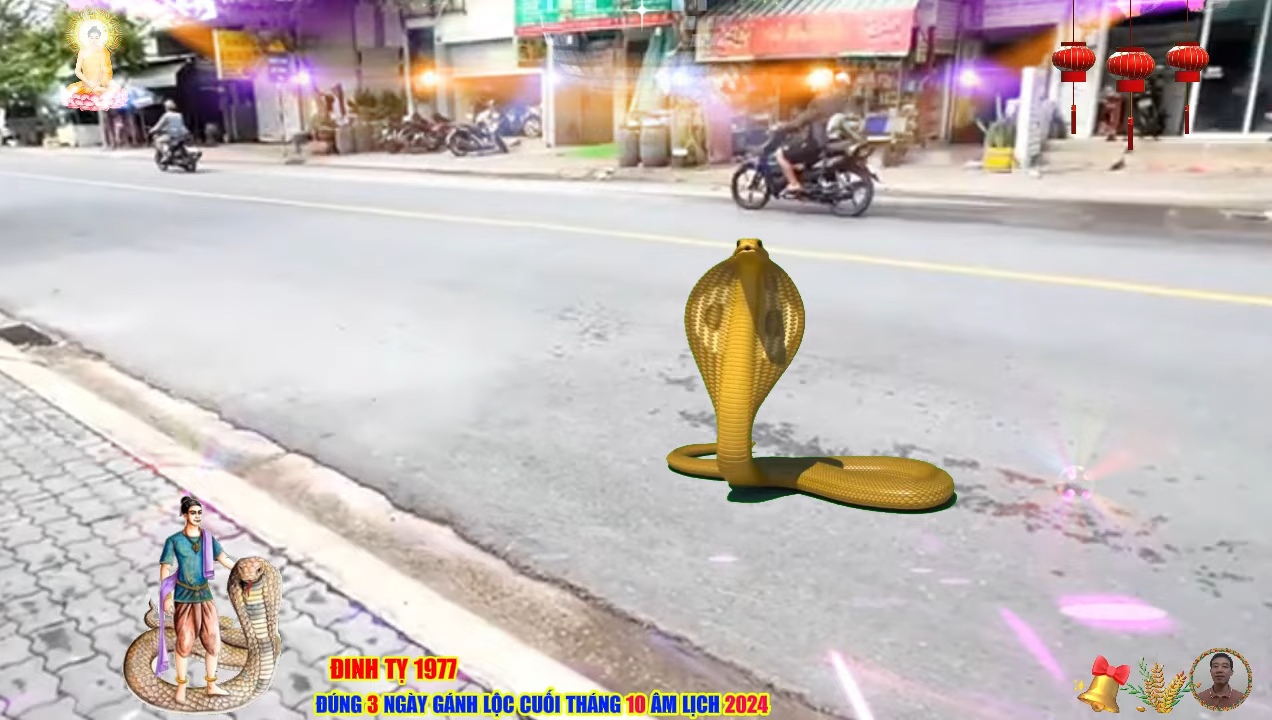 ĐINH TỴ 1977
ĐÚNG 3 NGÀY GÁNH LỘC CUỐI THÁNG 10 ÂM LỊCH 2024